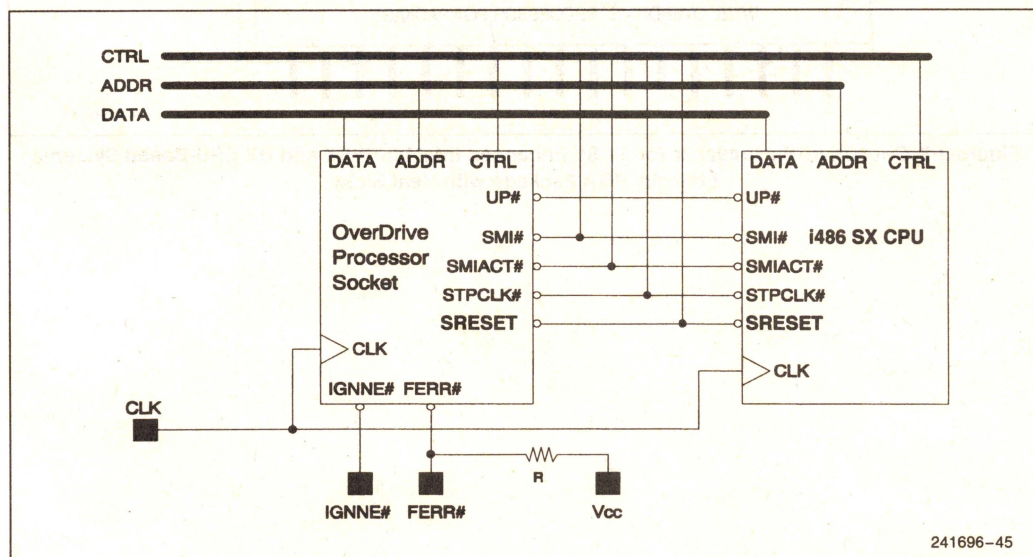 CTRL
ADDR
DATA
DATA ADDR CTRL
DATA ADDR CTRL
UP#
UP#
OverDrive
Processor
Socket
SMI#
SMI#
i486 SX CPU
SMIACT#
SMIACT#
STPCLK#
STPCLK#
SRESET
SRESET
CLK
CLK
IGNNE# FERR#
CLK
R
IGNNE# FERR# Vcc
241696-45